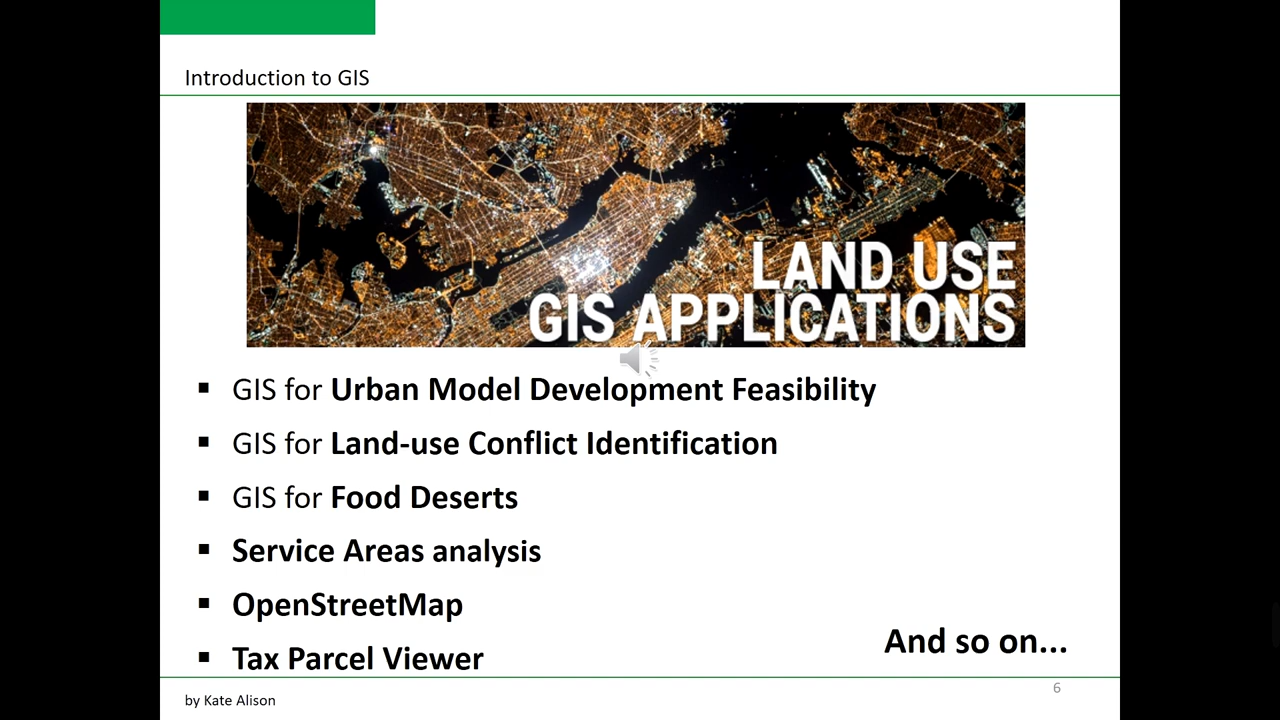 Introduction to GIS
LAND USE
GIS APPLICATIONS
▪ GIS for Urban Model Development Feasibility
▪ GIS for Land-use Conflict Identification
▪ GIS for Food Deserts
▪ Service Areas analysis
▪ OpenStreetMap
▪ Tax Parcel Viewer
And so on...
by Kate Alison
6